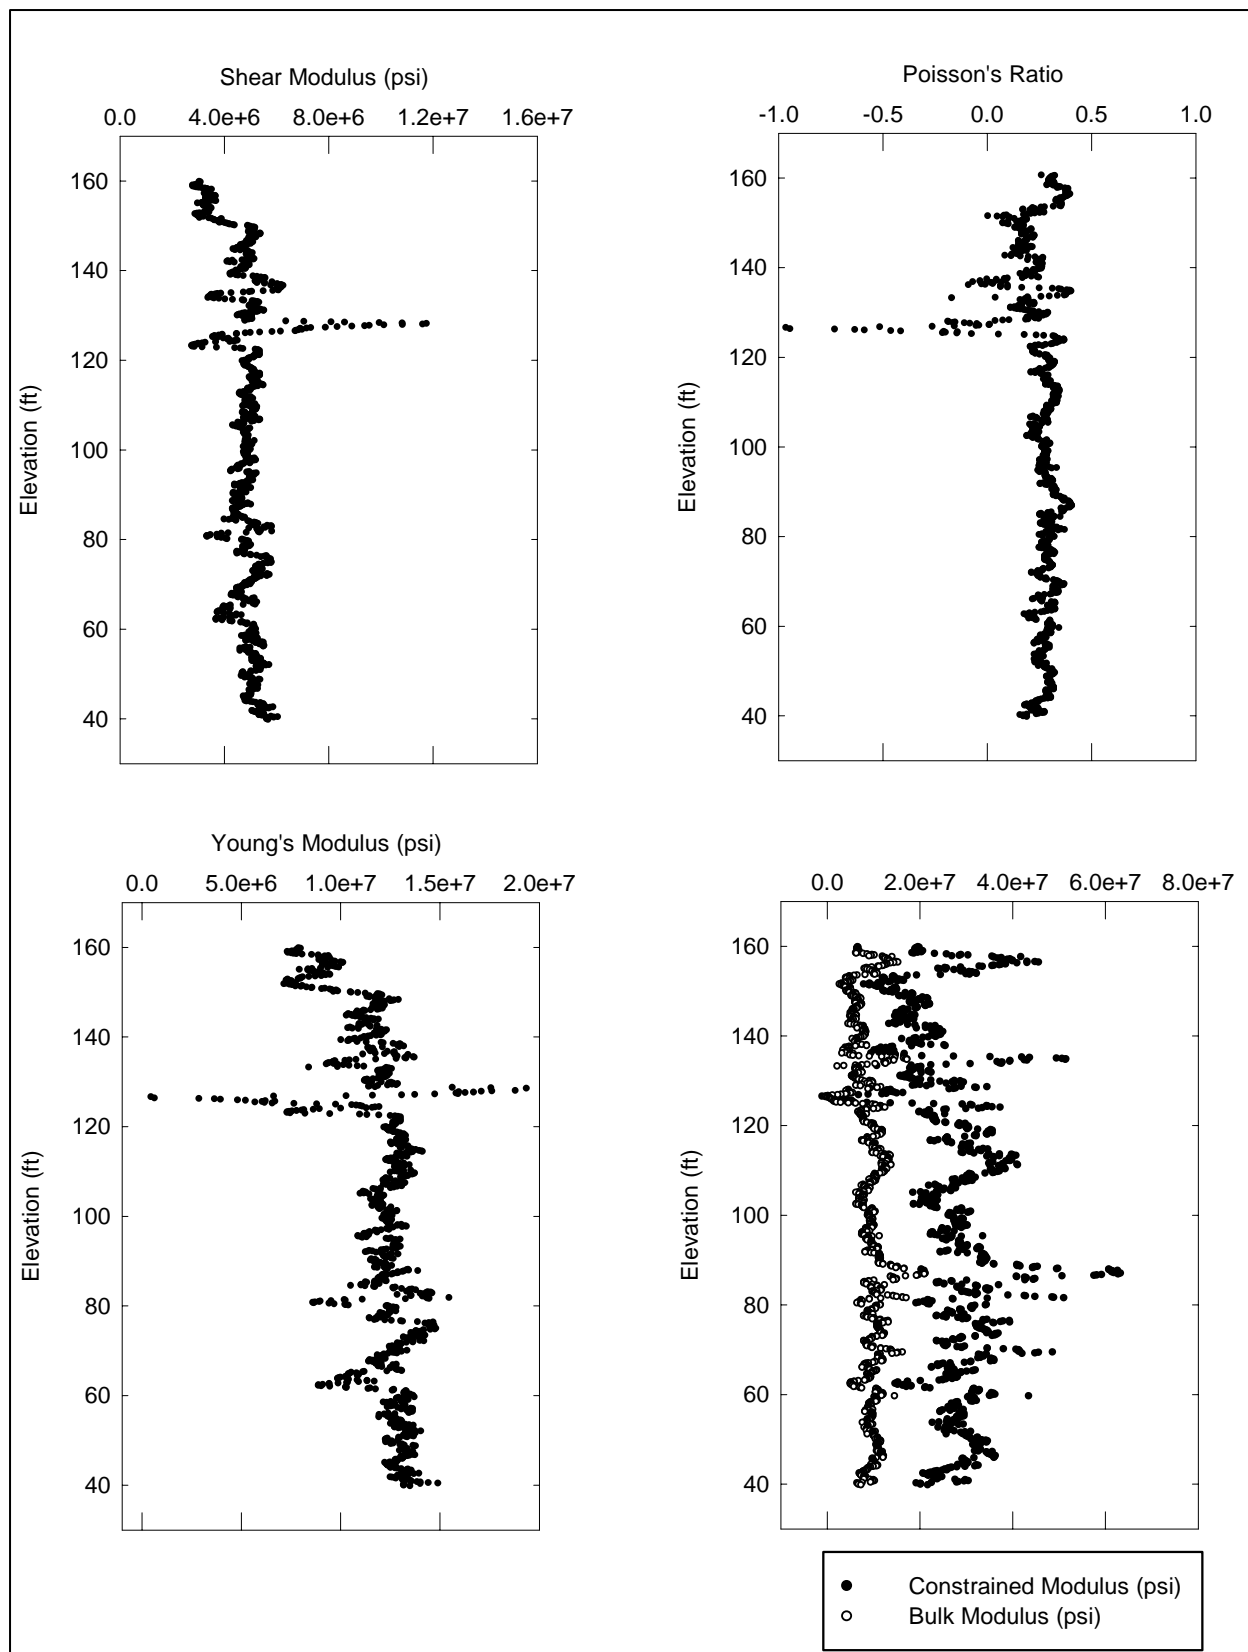 Shear Modulus (psi)
0.0 4.0e+6 8.0e+6 1.2e+7 1.6e+7
Elevation (ft)
160
140
120
100
80
60
40
Poisson's Ratio
-1.0 -0.5 0.0 0.5 1.0
Elevation (ft)
160
140
120
100
80
60
40
Young's Modulus (psi)
0.0 5.0e+6 1.0e+7 1.5e+7 2.0e+7
Elevation (ft)
160
140
120
100
80
60
40
0.0 2.0e+7 4.0e+7 6.0e+7 8.0e+7
Elevation (ft)
160
140
120
100
80
60
40
Constrained Modulus (psi)
Bulk Modulus (psi)